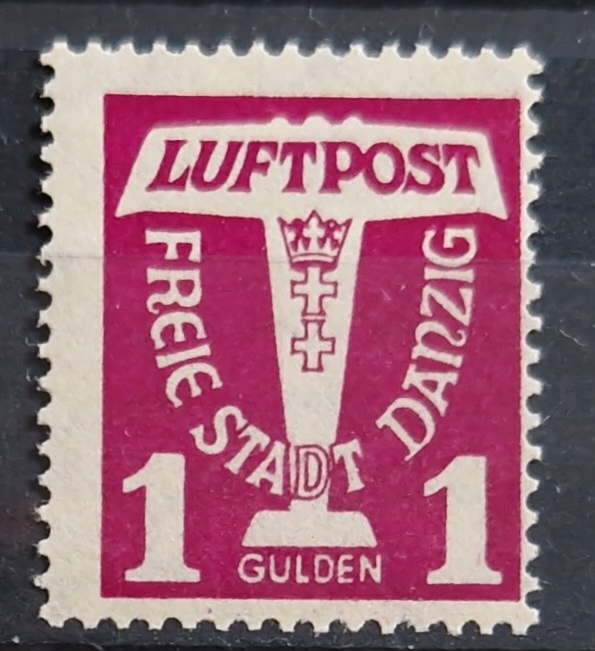 LUFTPOST
FREIE STADT DANZIG
1 1
GULDEN